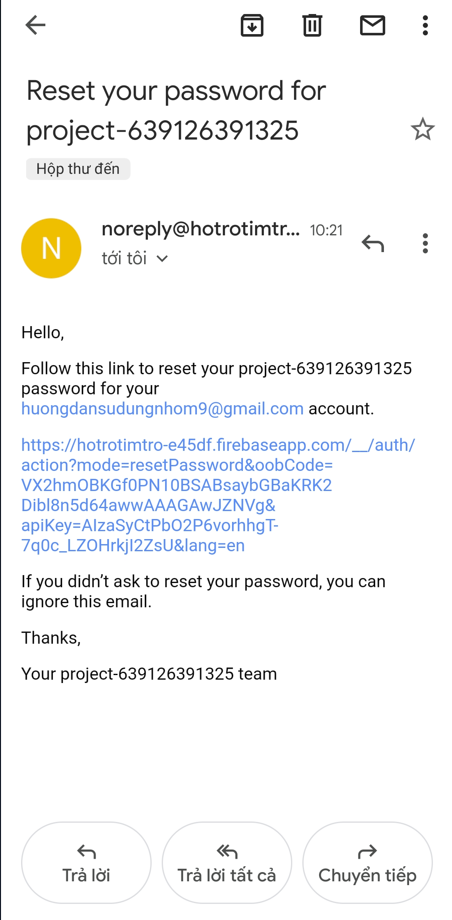 Reset your password for
project-639126391325
Hộp thư đến
N
noreply@hotrotimtr... 10:21
tới tôi
Hello,
Follow this link to reset your project-639126391325
password for your
huongdansudungnhom9@gmail.com account.
https://hotrotimtro-e45df.firebaseapp.com/__/auth/
action?mode=resetPassword&oobCode=
VX2hmOBKGf0PN10BSABsaybGBaKRK2
Dibl8n5d64awwAAAGAwJZNVg&
apiKey=AIzaSyCtPbO2P6vorhhgT-
7q0c_LZOHrkjI2ZsU&lang=en
If you didn’t ask to reset your password, you can
ignore this email.
Thanks,
Your project-639126391325 team
Trả lời
Trả lời tất cả
Chuyển tiếp